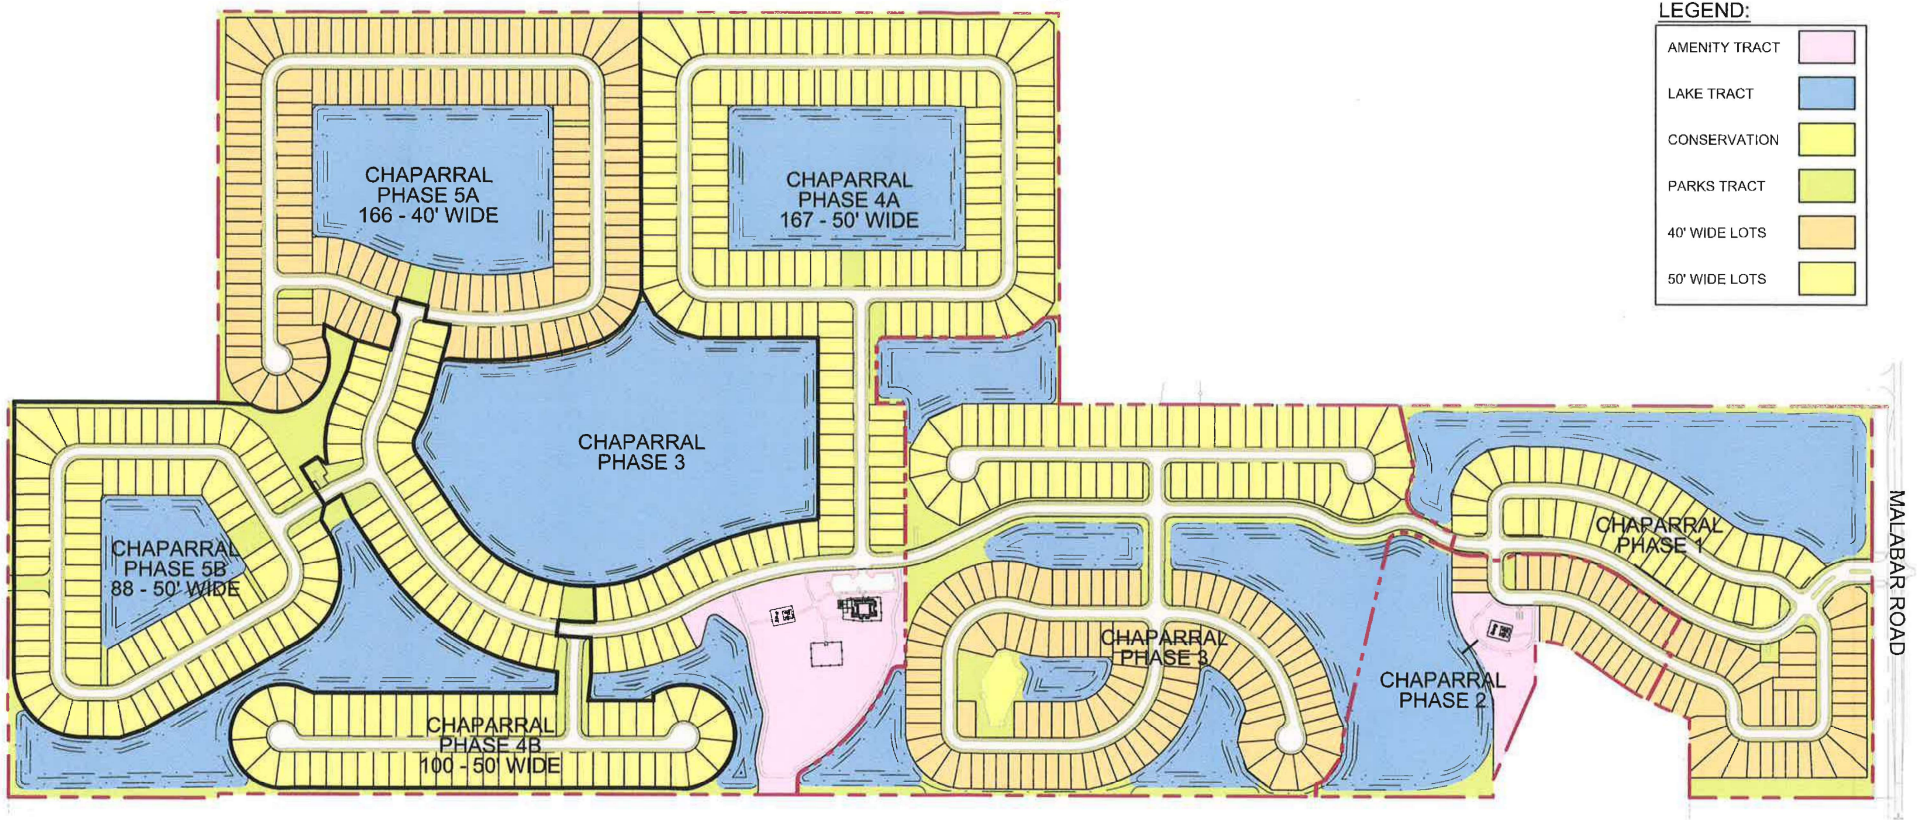 LEGEND:
AMENITY TRACT
LAKE TRACT
CONSERVATION
PARKS TRACT
40' WIDE LOTS
50' WIDE LOTS
CHAPARRAL
PHASE 5A
166 - 40' WIDE
CHAPARRAL
PHASE 4A
167 - 50' WIDE
CHAPARRAL
PHASE 3
CHAPARRAL
PHASE 5B
88 - 50' WIDE
CHAPARRAL
PHASE 4B
100 - 50' WIDE
CHAPARRAL
PHASE 3
CHAPARRAL
PHASE 2
CHAPARRAL
PHASE 1
MALABAR ROAD